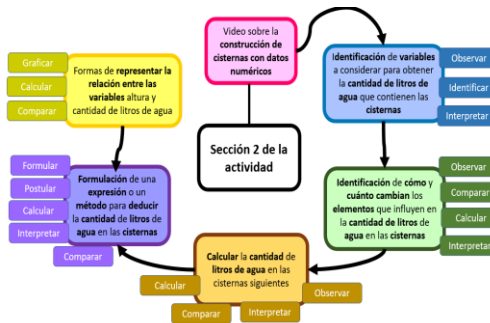 Video sobre la
construcción de
cisternas con datos
numéricos
Identificación de variables
a considerar para obtener
la cantidad de litros de
agua que contienen las
cisternas
Observar
Identificar
Interpretar
Identificación de cómo y
cuánto cambian los
elementos que influyen en
la cantidad de litros de
agua en las cisternas
Observar
Comparar
Calcular
Interpretar
Calcular la cantidad de
litros de agua en las
cisternas siguientes
Calcular
Comparar
Interpretar
Observar
Formulación de una
expresión o un
método para deducir
la cantidad de litros de
agua en las cisternas
Formular
Postular
Calcular
Interpretar
Comparar
Formas de representar la
relación entre las
variables altura y
cantidad de litros de agua
Graficar
Calcular
Comparar
Sección 2 de la
actividad